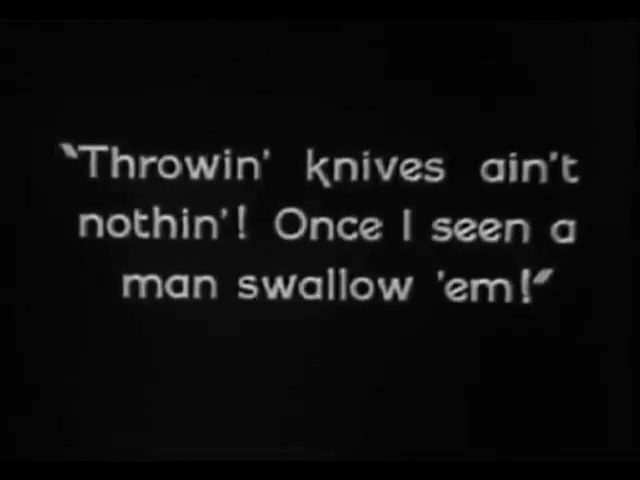 "Throwin' knives ain't
nothin'! Once I seen a
man swallow 'em!"